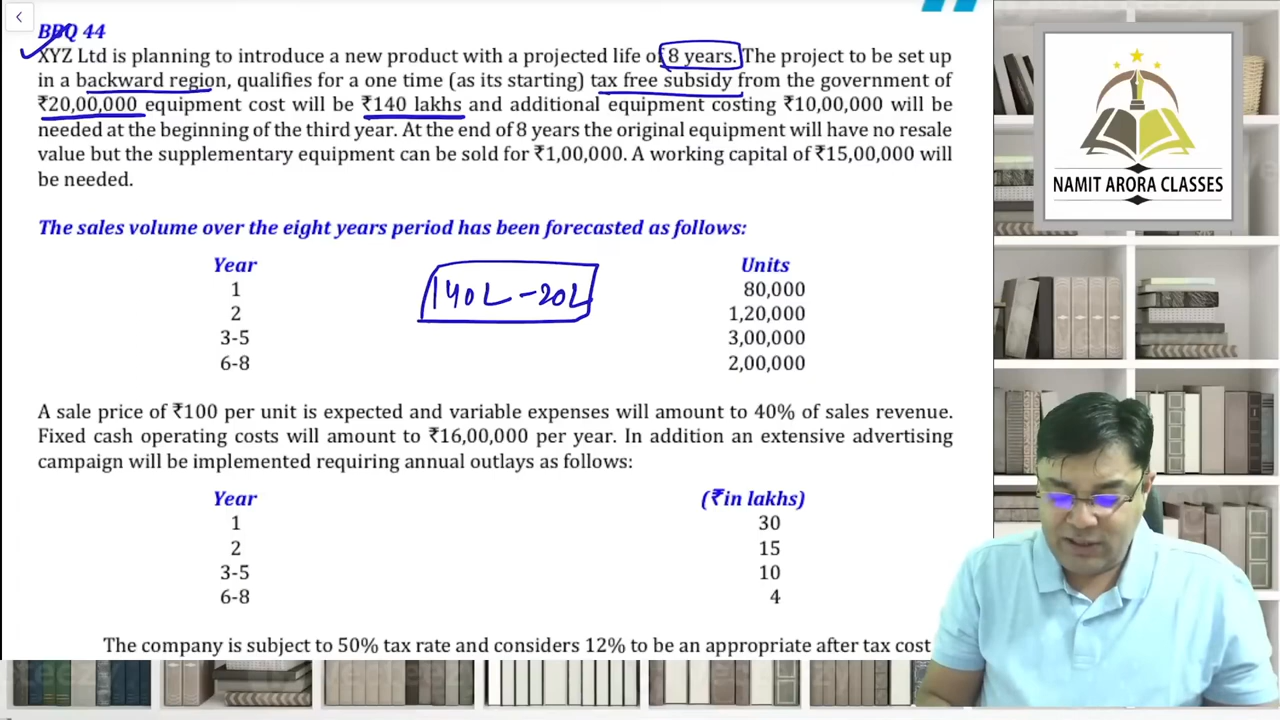 BBQ 44
XYZ Ltd is planning to introduce a new product with a projected life of 8 years. The project to be set up
in a backward region, qualifies for a one time (as its starting) tax free subsidy from the government of
₹20,00,000 equipment cost will be ₹140 lakhs and additional equipment costing ₹10,00,000 will be
needed at the beginning of the third year. At the end of 8 years the original equipment will have no resale
value but the supplementary equipment can be sold for ₹1,00,000. A working capital of ₹15,00,000 will
be needed.
The sales volume over the eight years period has been forecasted as follows:
Year Units
1 80,000
2 1,20,000
3-5 3,00,000
6-8 2,00,000
140L - 20L
A sale price of ₹100 per unit is expected and variable expenses will amount to 40% of sales revenue.
Fixed cash operating costs will amount to ₹16,00,000 per year. In addition an extensive advertising
campaign will be implemented requiring annual outlays as follows:
Year (₹in lakhs)
1 30
2 15
3-5 10
6-8 4
The company is subject to 50% tax rate and considers 12% to be an appropriate after tax cost
NAMIT ARORA CLASSES